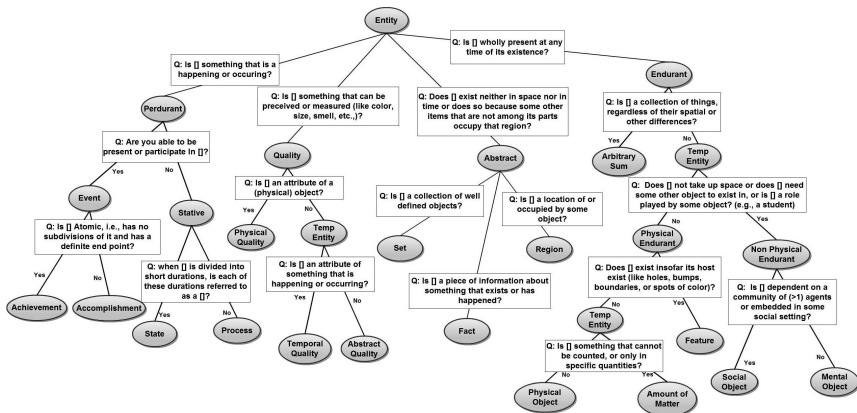 Entity
Q: Is [] something that is a
happening or occuring?
Q: Is [] something that can be
preceived or measured (like color,
size, smell, etc.,)?
Q: Does [] exist neither in space nor in
time or does so because some other
items that are not among its parts
occupy that region?
Q: Is [] wholly present at any
time of its existence?
Perdurant
Quality
Abstract
Endurant
Q: Are you able to be
present or participate in []?
Yes
No
Event
Stative
Q: Is [] Atomic, i.e., has no
subdivisions of it and has a
definite end point?
Yes
No
Achievement
Accomplishment
Q: when [] is divided into
short durations, is each of
these durations referred
to as a []?
Yes
No
State
Process
Q: Is [] an attribute of a
(physical) object?
Yes
No
Physical
Quality
Temp
Entity
Q: Is [] an attribute of
something that is
happening or occurring?
Yes
No
Temporal
Quality
Abstract
Quality
Q: Is [] a collection of well
defined objects?
Q: Is [] a location of or
occupied by some
object?
Set
Region
Q: Is [] a piece of information about
something that exists or has
happened?
Fact
Q: Is [] a collection of things,
regardless of their spatial or
other differences?
Yes
No
Arbitrary
Sum
Temp
Entity
Q: Does [] not take up space or does [] need
some other object to exist in, or is [] a role
played by some object? (e.g., a student)
No
Yes
Physical
Endurant
Non Physical
Endurant
Q: Does [] exist insofar its host
exist (like holes, bumps,
boundaries, or spots of color)?
No
Yes
Temp
Entity
Feature
Q: Is [] something that cannot
be counted, or only in
specific quantities?
No
Yes
Physical
Object
Amount of
Matter
Q: Is [] dependent on a
community of (>1) agents
or embedded in some
social setting?
Yes
No
Social
Object
Mental
Object